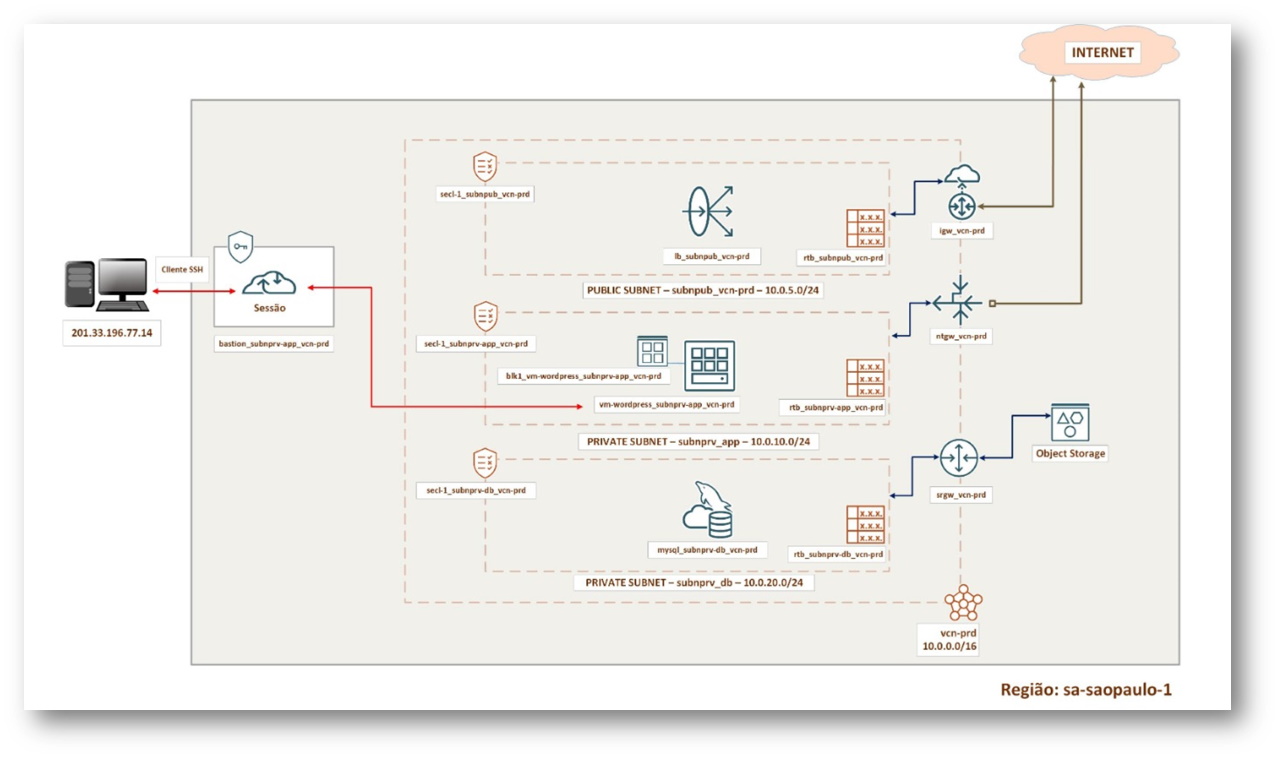 INTERNET
secl-1_subnpub_vcn-prd
lb_subnpub_vcn-prd
x.x.x.
x.x.x.
x.x.x.
rtb_subnpub_vcn-prd
igw_vcn-prd
PUBLIC SUBNET – subnpub_vcn-prd – 10.0.5.0/24
Cliente SSH
201.33.196.77.14
Sessão
bastion_subnprv-app_vcn-prd
secl-1_subnprv-app_vcn-prd
blk1_vm-wordpress_subnprv-app_vcn-prd
vm-wordpress_subnprv-app_vcn-prd
x.x.x.
x.x.x.
x.x.x.
rtb_subnprv-app_vcn-prd
ntgw_vcn-prd
PRIVATE SUBNET – subnprv_app – 10.0.10.0/24
secl-1_subnprv-db_vcn-prd
mysql_subnprv-db_vcn-prd
x.x.x.
x.x.x.
x.x.x.
rtb_subnprv-db_vcn-prd
srgw_vcn-prd
Object Storage
PRIVATE SUBNET – subnprv_db – 10.0.20.0/24
vcn-prd
10.0.0.0/16
Região: sa-saopaulo-1